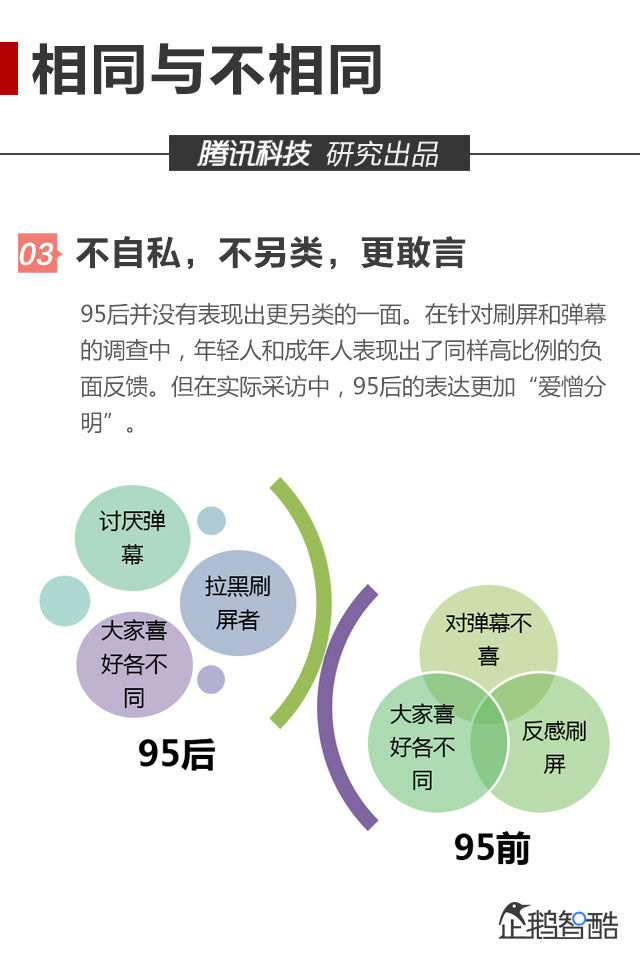 相同与不相同
腾讯科技 研究出品
03 不自私，不另类，更敢言
95后并没有表现出更另类的一面。在针对刷屏和弹幕
的调查中，年轻人和成年人表现出了同样高比例的负
面反馈。但在实际采访中，95后的表达更加“爱憎分
明”。
讨厌弹
幕
拉黑刷
屏者
大家喜
好各不
同
95后
对弹幕不
喜
大家喜
好各不
同
反感刷
屏
95前
企鹅智酷